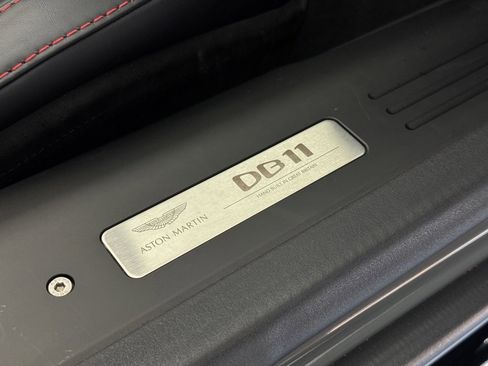 ASTON MARTIN
DB11
HAND BUILT IN GREAT BRITAIN